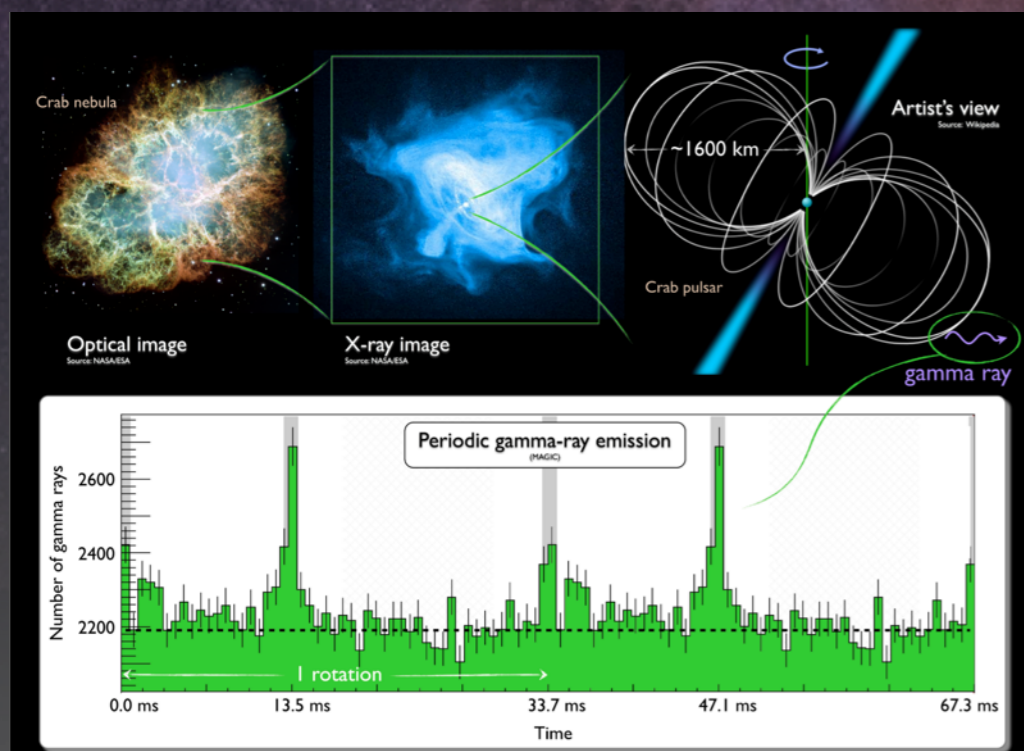 Crab nebula
Optical image
Source: NASA/ESA
X-ray image
Source: NASA/ESA
Artist's view
Source: Wikipedia
~1600 km
Crab pulsar
gamma ray
Periodic gamma-ray emission
(MAGIC)
Number of gamma rays
2600
2400
2200
1 rotation
0.0 ms 13.5 ms 33.7 ms 47.1 ms 67.3 ms
Time